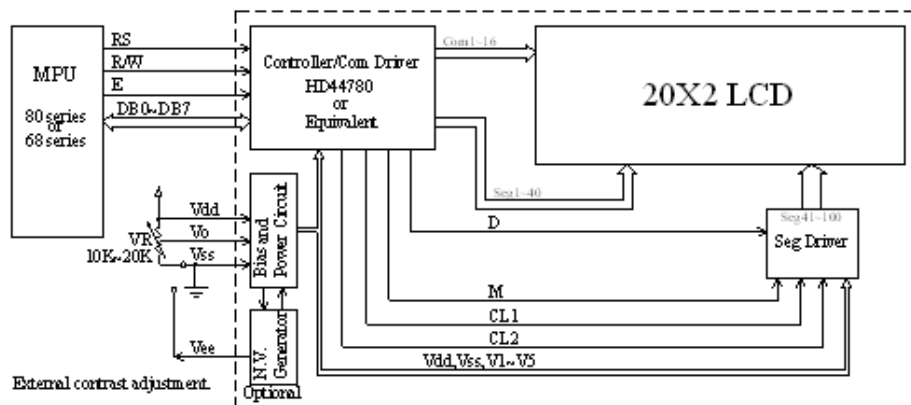 MPU
80 series
or
68 series
RS
R/W
E
DB0~DB7
Controller/Com Driver
HD44780
or
Equivalent
Com1~16
20X2 LCD
Seg1~40
Seg41~100
Seg Driver
D
M
CL1
CL2
Vdd,Vss,V1~V5
Vdd
Vo
Vss
VR
10K~20K
Bias and
Power Circuit
N.V.
Generator
Optional
Vee
External contrast adjustment.